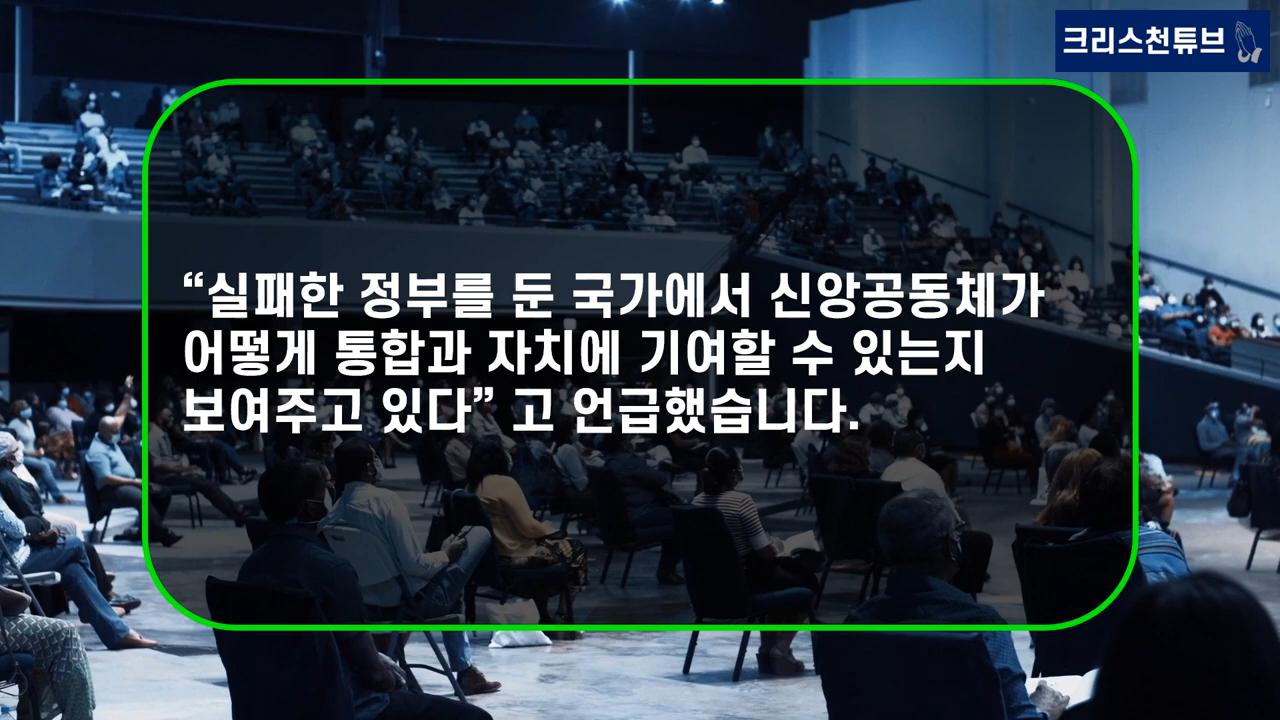 크리스천튜브
“실패한 정부를 둔 국가에서 신앙공동체가
어떻게 통합과 자치에 기여할 수 있는지
보여주고 있다” 고 언급했습니다.